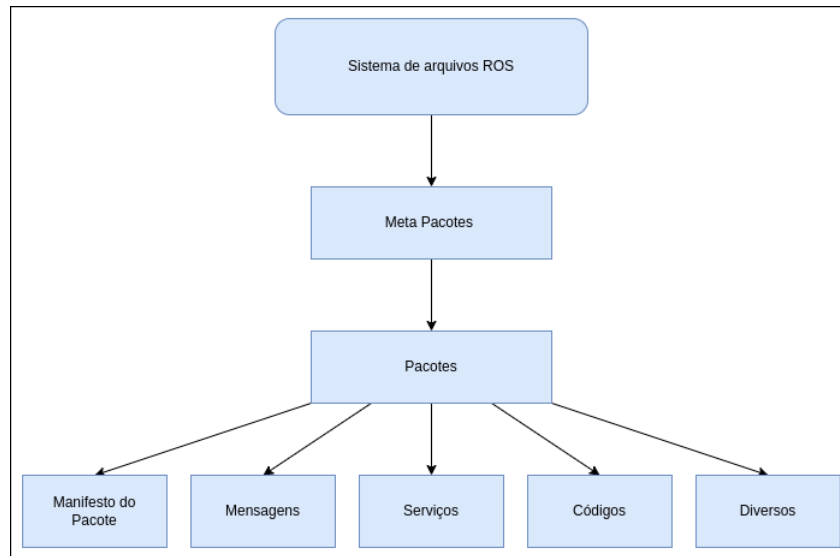 Sistema de arquivos ROS
Meta Pacotes
Pacotes
Manifesto do
Pacote
Mensagens
Serviços
Códigos
Diversos